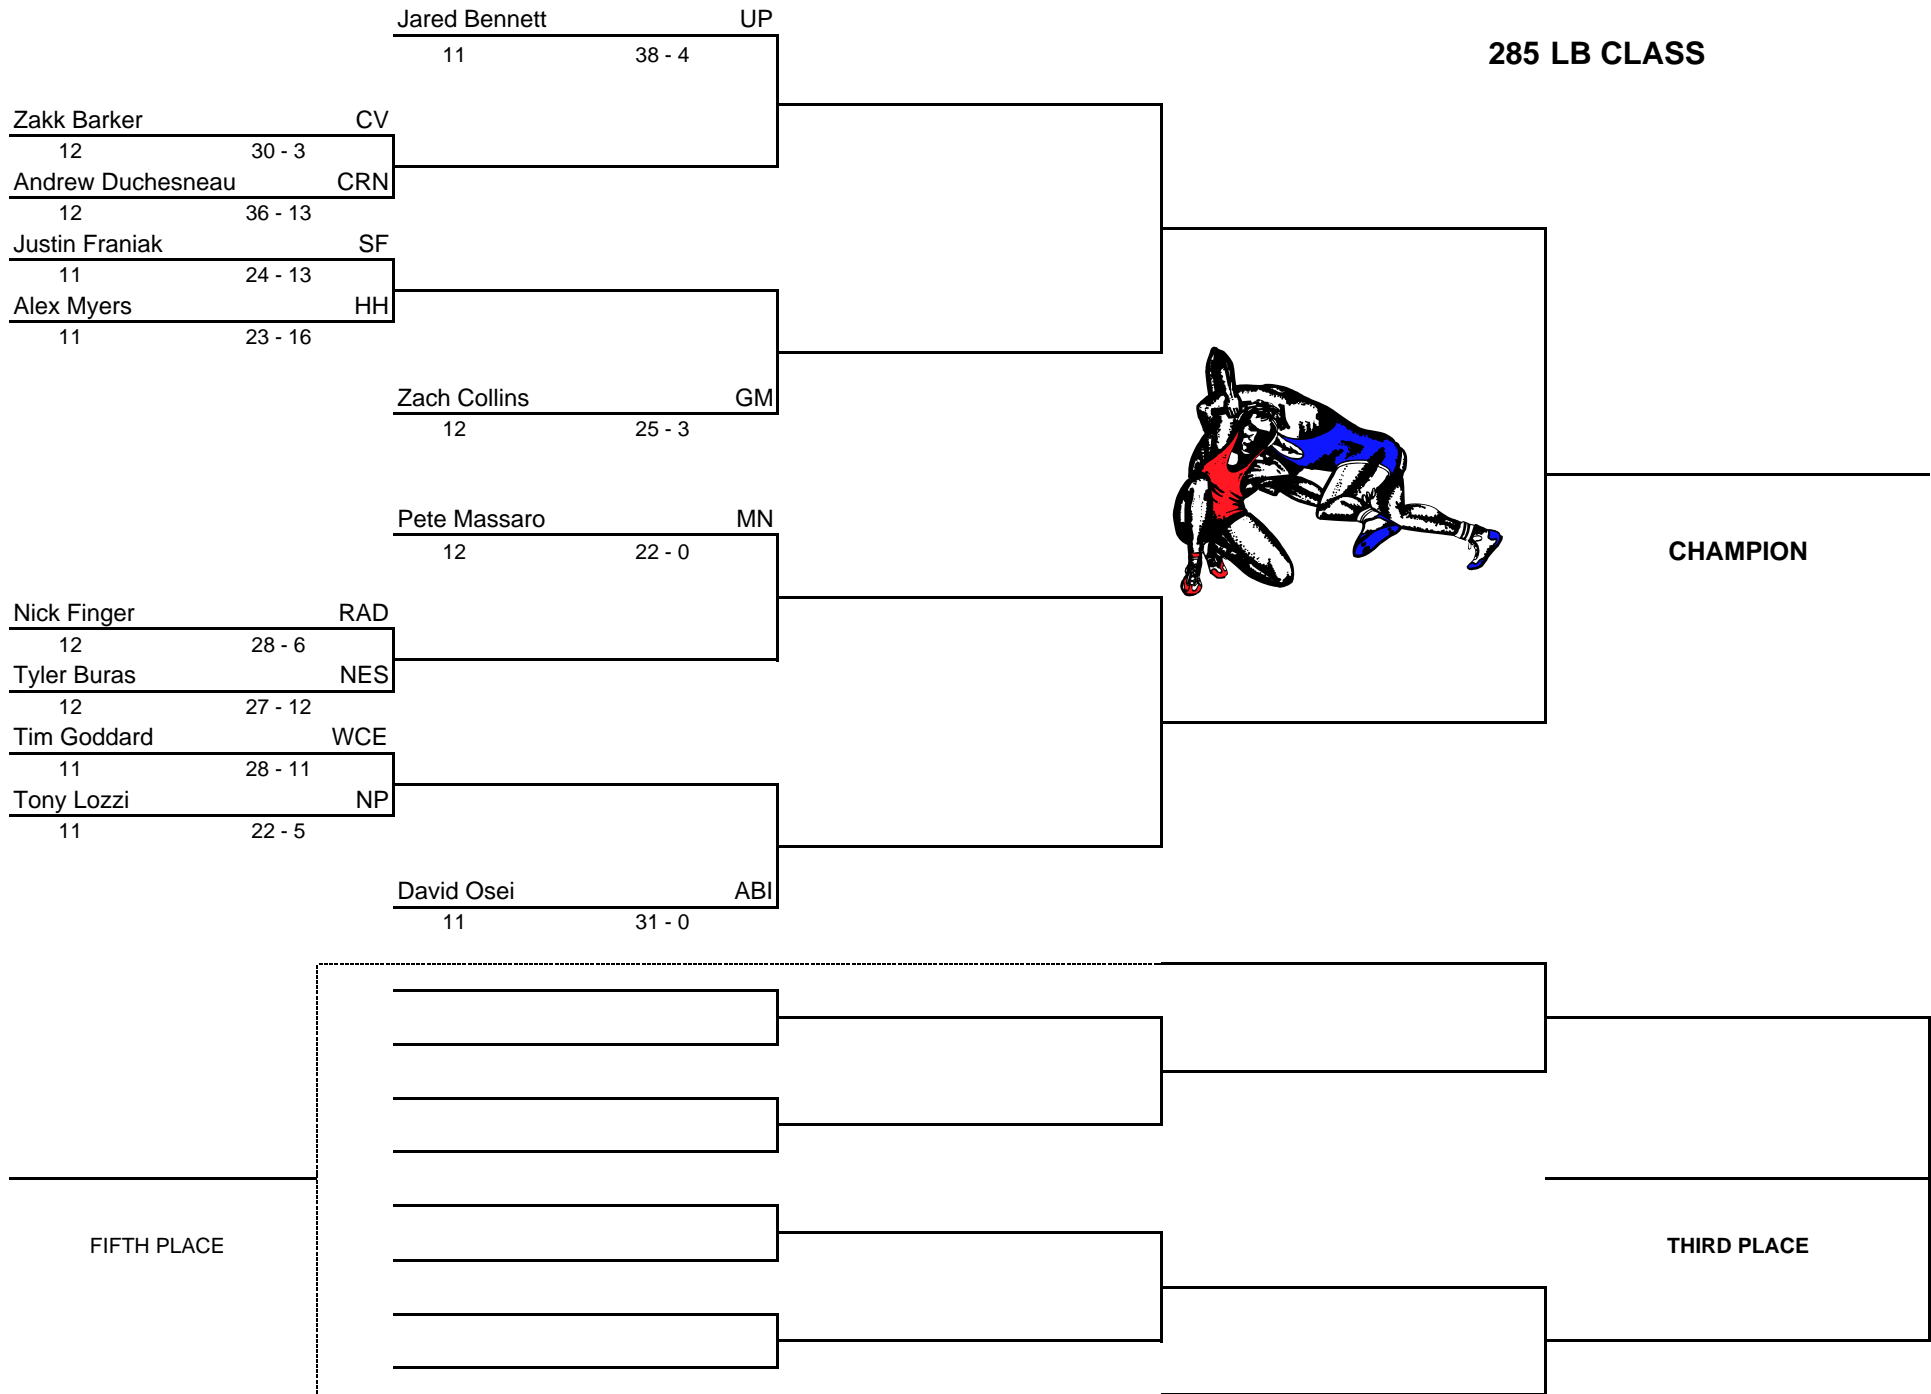 Jared Bennett UP
11 38 - 4
285 LB CLASS
Zakk Barker CV
12 30 - 3
Andrew Duchesneau CRN
12 36 - 13
Justin Franiak SF
11 24 - 13
Alex Myers HH
11 23 - 16
Zach Collins GM
12 25 - 3
Pete Massaro MN
12 22 - 0
CHAMPION
Nick Finger RAD
12 28 - 6
Tyler Buras NES
12 27 - 12
Tim Goddard WCE
11 28 - 11
Tony Lozzi NP
11 22 - 5
David Osei ABI
11 31 - 0
FIFTH PLACE
THIRD PLACE